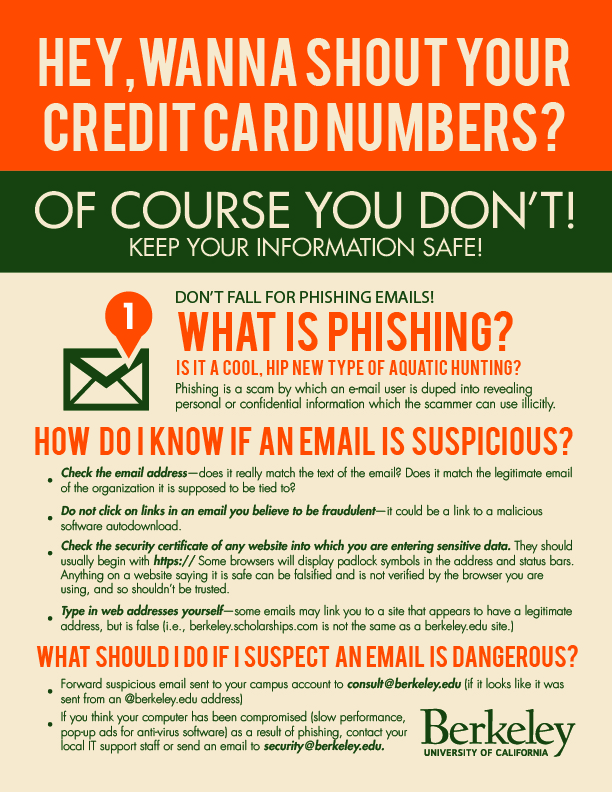 HEY, WANNA SHOUT YOUR
CREDIT CARD NUMBERS?
OF COURSE YOU DON'T!
KEEP YOUR INFORMATION SAFE!
1
DON'T FALL FOR PHISHING EMAILS!
WHAT IS PHISHING?
IS IT A COOL, HIP NEW TYPE OF AQUATIC HUNTING?
Phishing is a scam by which an e-mail user is duped into revealing
personal or confidential information which the scammer can use illicitly.
HOW DO I KNOW IF AN EMAIL IS SUSPICIOUS?
• Check the email address—does it really match the text of the email? Does it match the legitimate email
of the organization it is supposed to be tied to?
• Do not click on links in an email you believe to be fraudulent—it could be a link to a malicious
software autodownload.
• Check the security certificate of any website into which you are entering sensitive data. They should
usually begin with https:// Some browsers will display padlock symbols in the address and status bars.
Anything on a website saying it is safe can be falsified and is not verified by the browser you are
using, and so shouldn't be trusted.
• Type in web addresses yourself—some emails may link you to a site that appears to have a legitimate
address, but is false (i.e., berkeley.scholarships.com is not the same as a berkeley.edu site.)
WHAT SHOULD I DO IF I SUSPECT AN EMAIL IS DANGEROUS?
• Forward suspicious email sent to your campus account to consult@berkeley.edu (if it looks like it was
sent from an @berkeley.edu address)
• If you think your computer has been compromised (slow performance,
pop-up ads for anti-virus software) as a result of phishing, contact your
local IT support staff or send an email to security@berkeley.edu.
Berkeley
UNIVERSITY OF CALIFORNIA